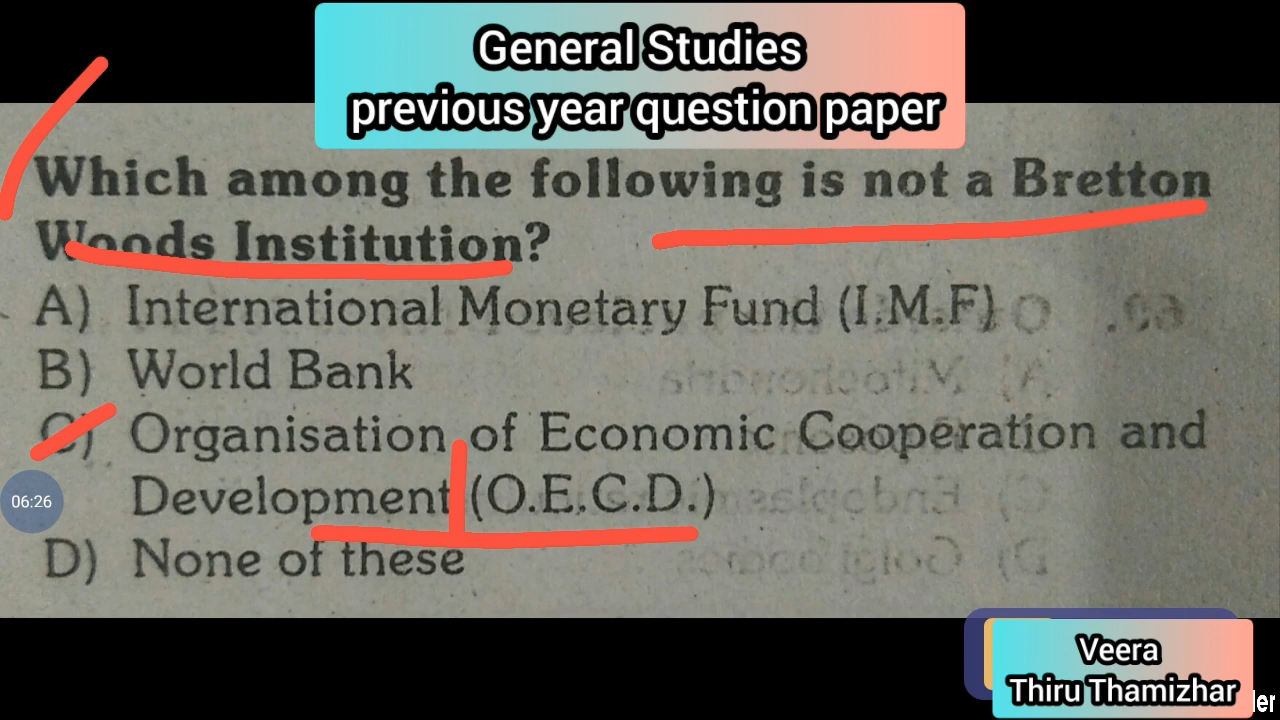 General Studies
previous year question paper
Which among the following is not a Bretton
Woods Institution?
A) International Monetary Fund (I.M.F)
B) World Bank
C) Organisation of Economic Cooperation and
06:26
Development (O.E.C.D.)
D) None of these
Veera
Thiru Thamizhar